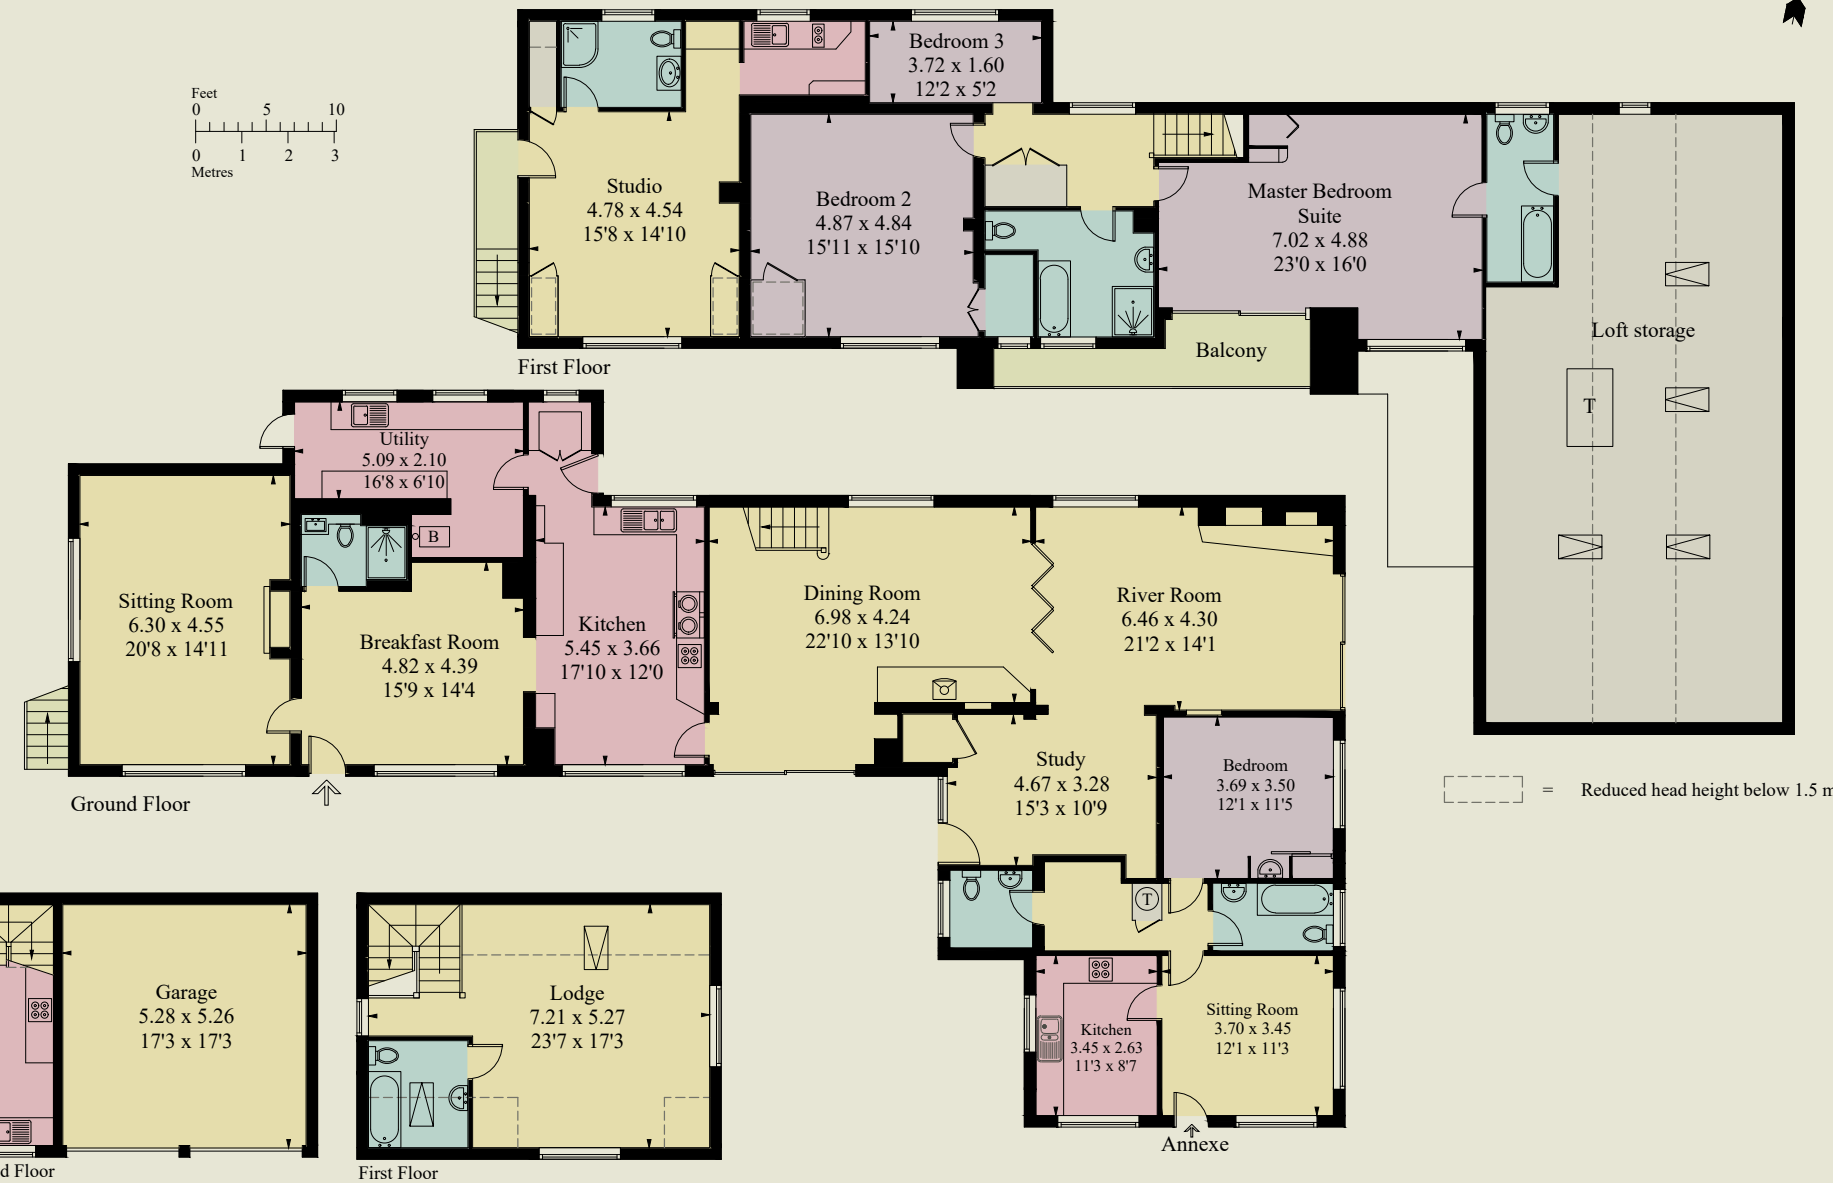 Bedroom 3
3.72 x 1.60
12'2 x 5'2
Feet
0 5 10
0 1 2 3
Metres
Studio
4.78 x 4.54
15'8 x 14'10
Bedroom 2
4.87 x 4.84
15'11 x 15'10
Master Bedroom
Suite
7.02 x 4.88
23'0 x 16'0
Balcony
Loft storage
T
First Floor
Utility
5.09 x 2.10
16'8 x 6'10
B
Sitting Room
6.30 x 4.55
20'8 x 14'11
Breakfast Room
4.82 x 4.39
15'9 x 14'4
Kitchen
5.45 x 3.66
17'10 x 12'0
Dining Room
6.98 x 4.24
22'10 x 13'10
River Room
6.46 x 4.30
21'2 x 14'1
Study
4.67 x 3.28
15'3 x 10'9
Bedroom
3.69 x 3.50
12'1 x 11'5
= Reduced head height below 1.5 m
Ground Floor
T
Garage
5.28 x 5.26
17'3 x 17'3
Lodge
7.21 x 5.27
23'7 x 17'3
Kitchen
3.45 x 2.63
11'3 x 8'7
Sitting Room
3.70 x 3.45
12'1 x 11'3
Annexe
d Floor
First Floor